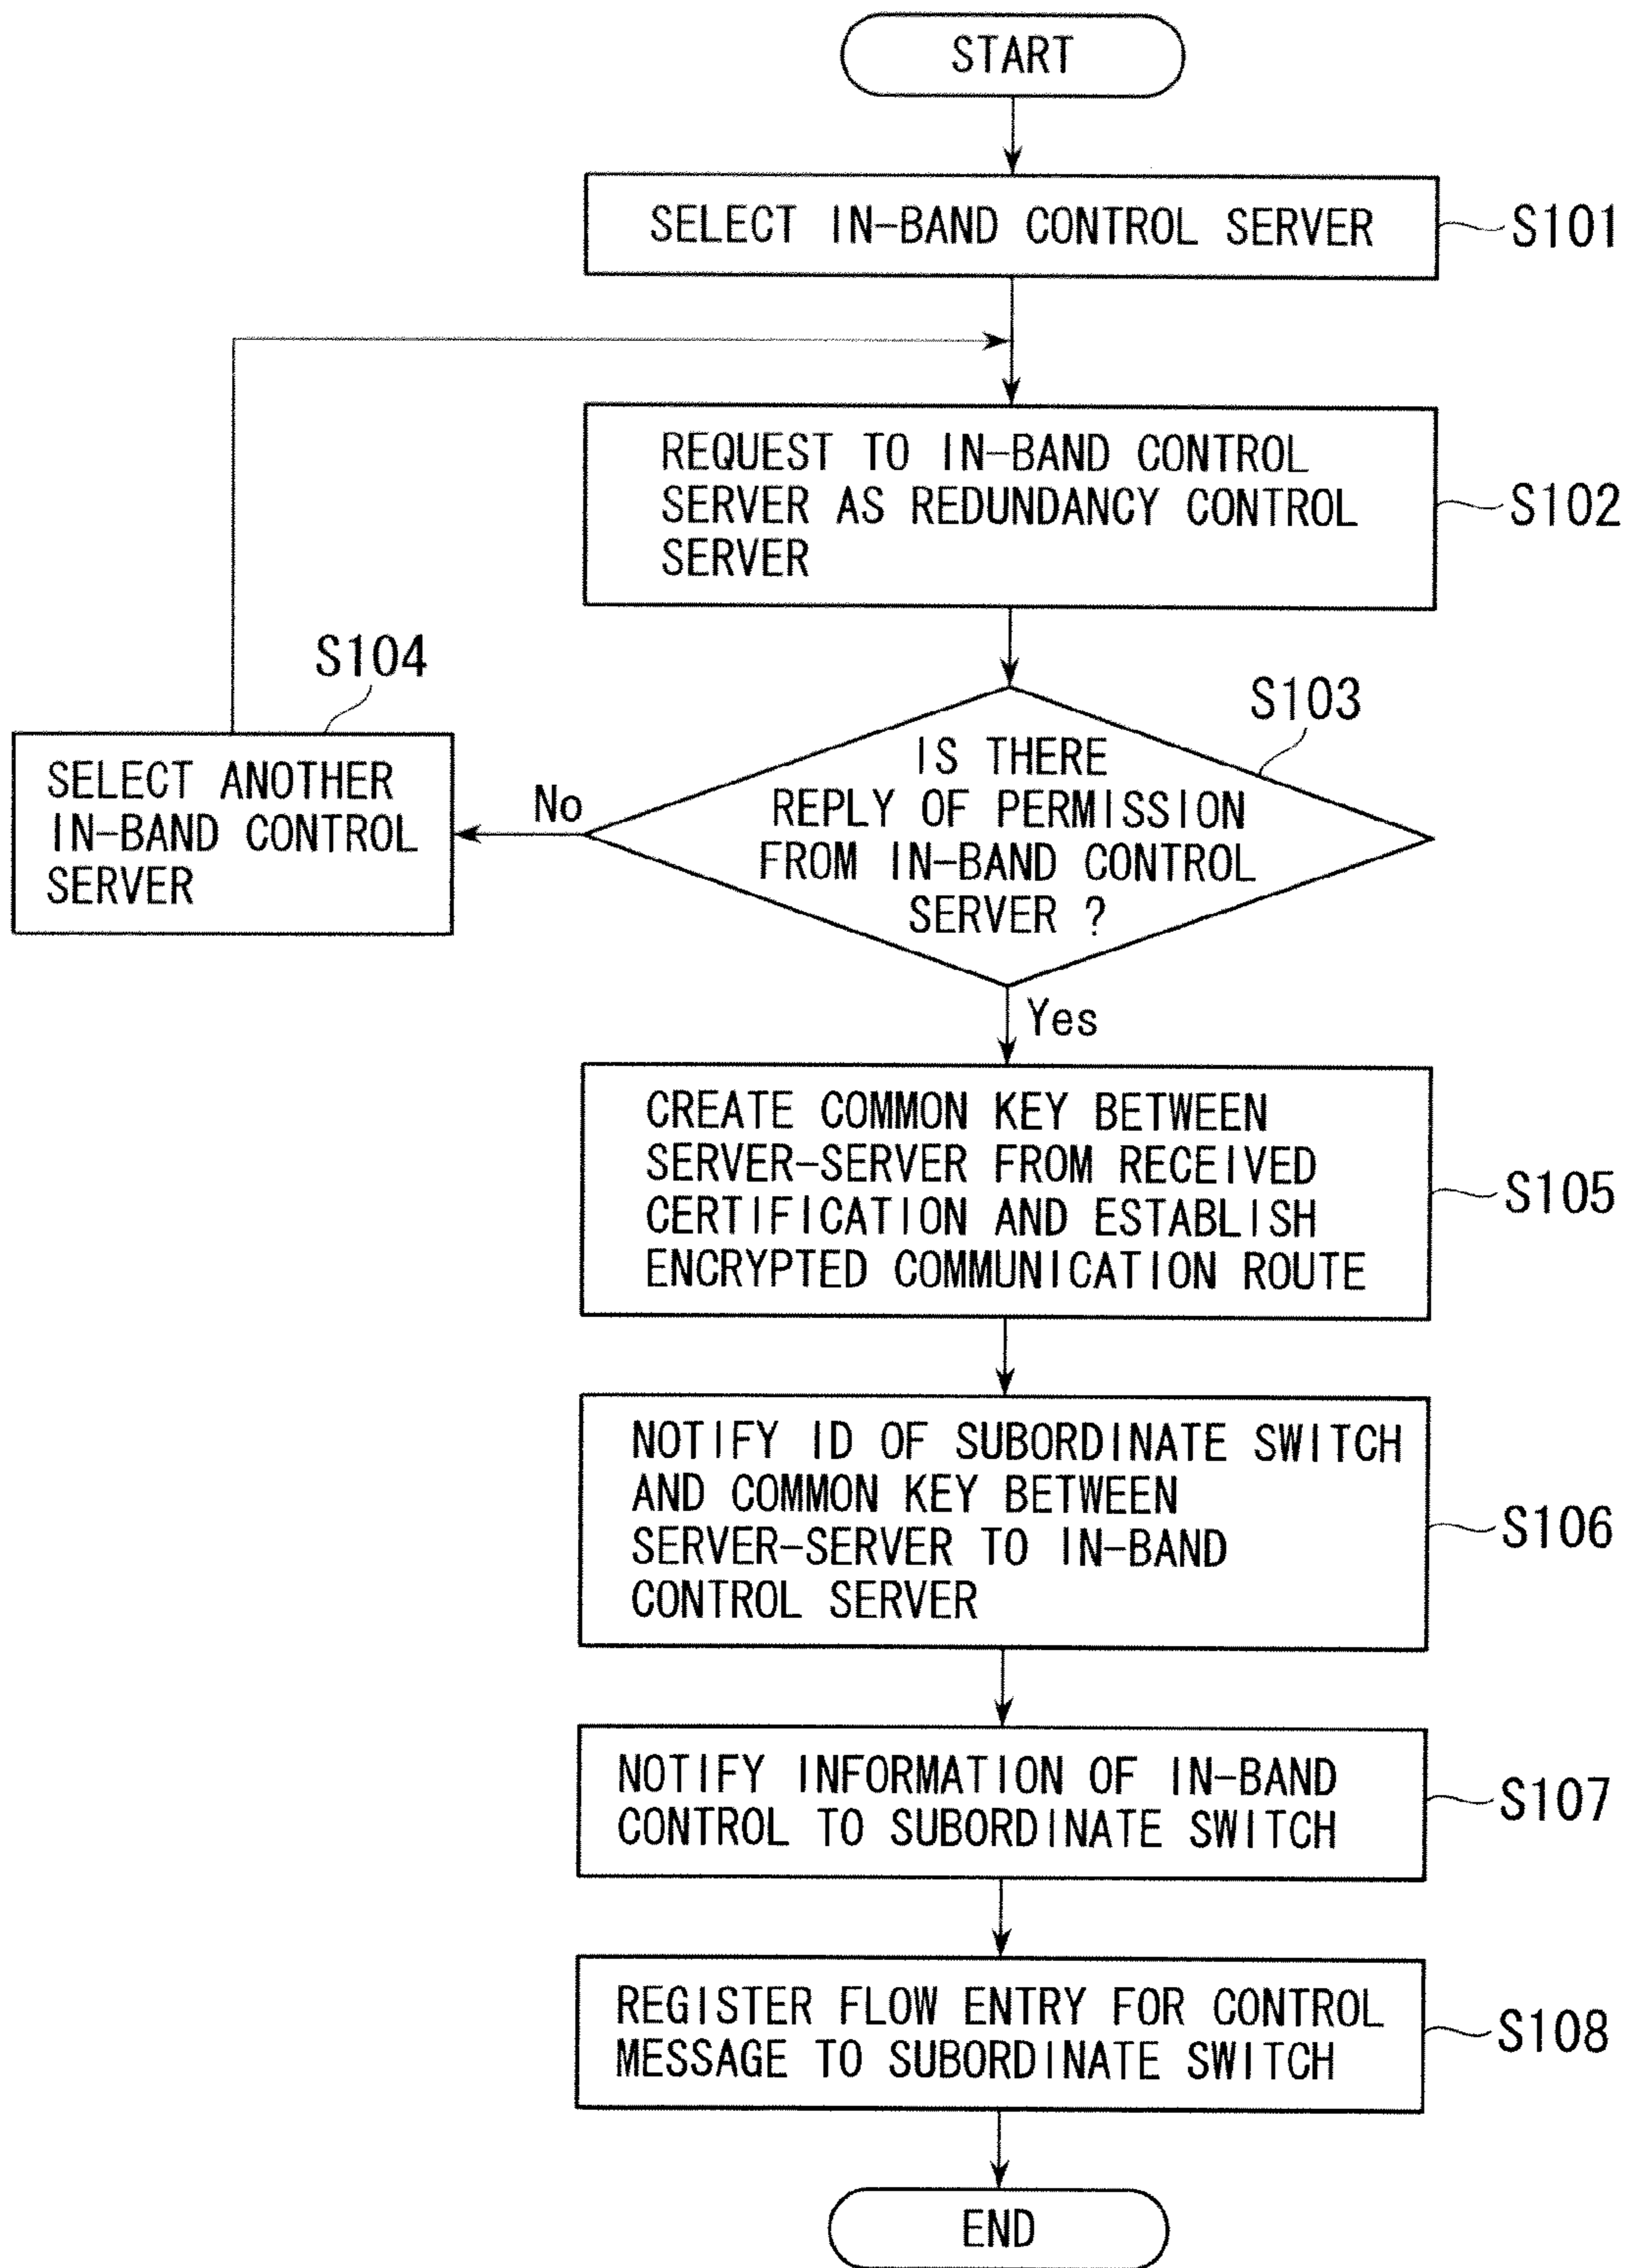 START
SELECT IN-BAND CONTROL SERVER
S101
REQUEST TO IN-BAND CONTROL
SERVER AS REDUNDANCY CONTROL
SERVER
S102
IS THERE
REPLY OF PERMISSION
FROM IN-BAND CONTROL
SERVER ?
S103
No
S104
SELECT ANOTHER
IN-BAND CONTROL
SERVER
Yes
CREATE COMMON KEY BETWEEN
SERVER-SERVER FROM RECEIVED
CERTIFICATION AND ESTABLISH
ENCRYPTED COMMUNICATION ROUTE
S105
NOTIFY ID OF SUBORDINATE SWITCH
AND COMMON KEY BETWEEN
SERVER-SERVER TO IN-BAND
CONTROL SERVER
S106
NOTIFY INFORMATION OF IN-BAND
CONTROL TO SUBORDINATE SWITCH
S107
REGISTER FLOW ENTRY FOR CONTROL
MESSAGE TO SUBORDINATE SWITCH
S108
END